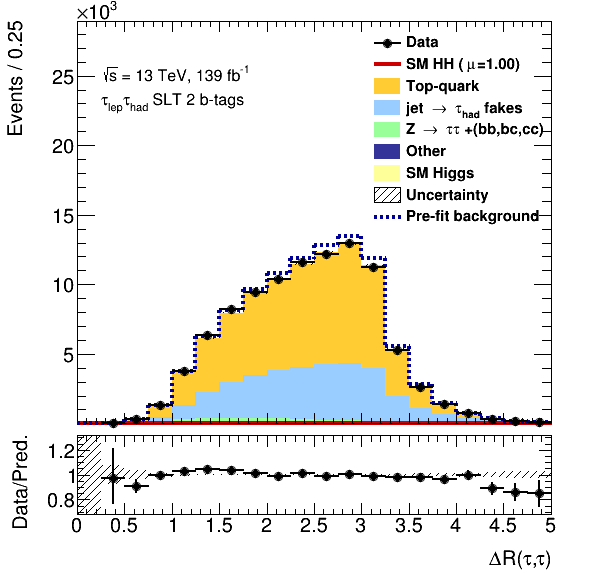 ×10³
Events / 0.25
25
20
15
10
5
√s = 13 TeV, 139 fb⁻¹
τlepτhad SLT 2 b-tags
Data
SM HH ( μ=1.00)
Top-quark
jet → τhad fakes
Z → ττ +(bb,bc,cc)
Other
SM Higgs
Uncertainty
Pre-fit background
Data/Pred.
1.2
1
0.8
0 0.5 1 1.5 2 2.5 3 3.5 4 4.5 5
ΔR(τ,τ)